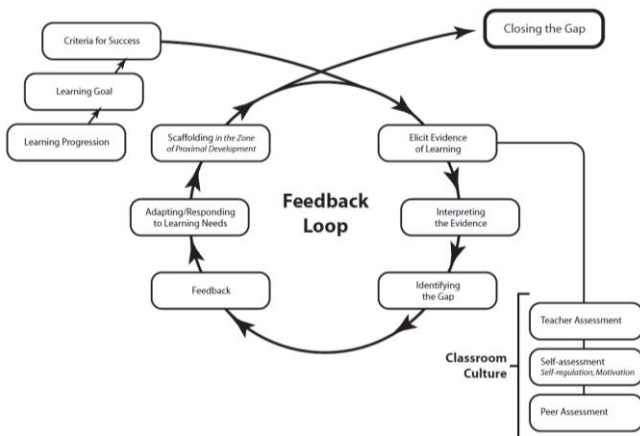 Closing the Gap
Criteria for Success
Learning Goal
Learning Progression
Scaffolding in the Zone
of Proximal Development
Elicit Evidence
of Learning
Adapting/Responding
to Learning Needs
Feedback
Loop
Interpreting
the Evidence
Feedback
Identifying
the Gap
Teacher Assessment
Classroom
Culture
Self-assessment
Self-regulation, Motivation
Peer Assessment